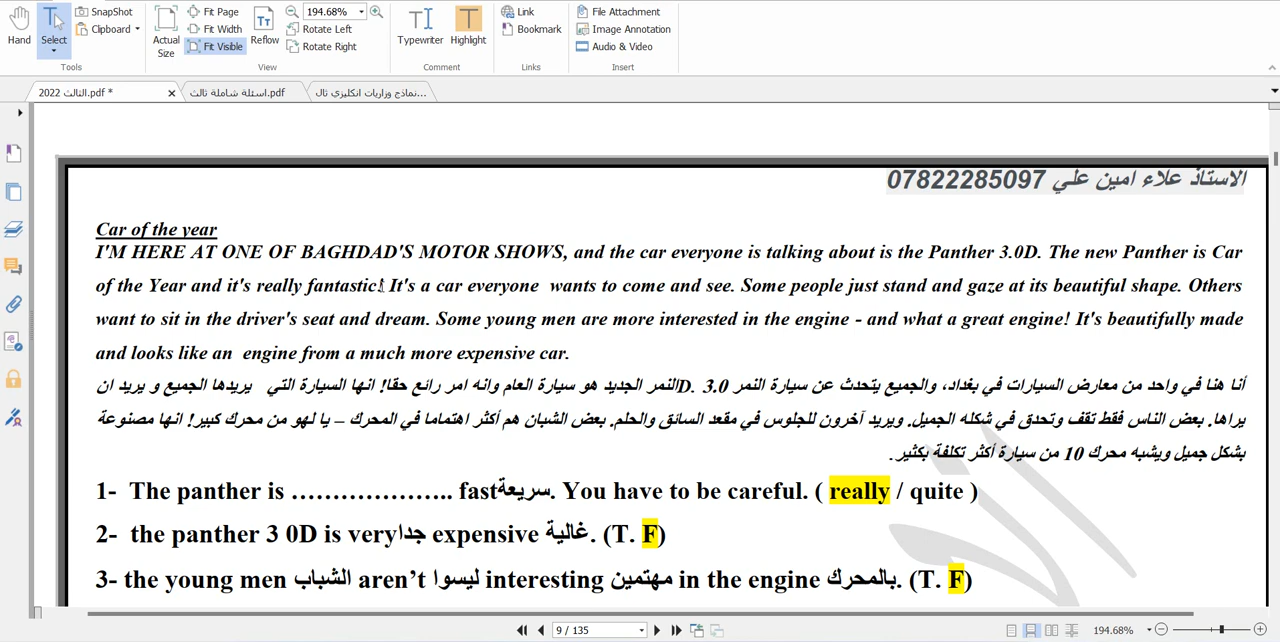 SnapShot
Fit Page
194.68%
Link
File Attachment
Clipboard
Fit Width
Rotate Left
Bookmark
Image Annotation
Hand
Select
Actual Size
Fit Visible
Reflow
Rotate Right
Typewriter
Highlight
Audio & Video
Tools
View
Comment
Links
Insert
الثالث 2022.pdf *
اسئلة شاملة ثالث.pdf
نماذج وزاريات انكليزي ثال...
الاستاذ علاء امين علي 07822285097
Car of the year
I'M HERE AT ONE OF BAGHDAD'S MOTOR SHOWS, and the car everyone is talking about is the Panther 3.0D. The new Panther is Car
of the Year and it's really fantastic! It's a car everyone wants to come and see. Some people just stand and gaze at its beautiful shape. Others
want to sit in the driver's seat and dream. Some young men are more interested in the engine - and what a great engine! It's beautifully made
and looks like an engine from a much more expensive car.
أنا هنا في واحد من معارض السيارات في بغداد، والجميع يتحدث عن سيارة النمر 3.0 .Dالنمر الجديد هو سيارة العام وانه امر رائع حقا! انها السيارة التي يريدها الجميع و يريد ان
يراها. بعض الناس فقط تقف وتحدق في شكله الجميل. ويريد آخرون للجلوس في مقعد السائق والحلم. بعض الشبان هم أكثر اهتماما في المحرك – يا لهو من محرك كبير! انها مصنوعة
بشكل جميل ويشبه محرك 10 من سيارة أكثر تكلفة بكثير.
1- The panther is ……………….. fastسريعة. You have to be careful. ( really / quite )
2- the panther 3 0D is veryجدا expensive غالية. (T. F)
3- the young men الشباب aren’t ليسوا interesting مهتمين in the engine بالمحرك. (T. F)
9 / 135
194.68%